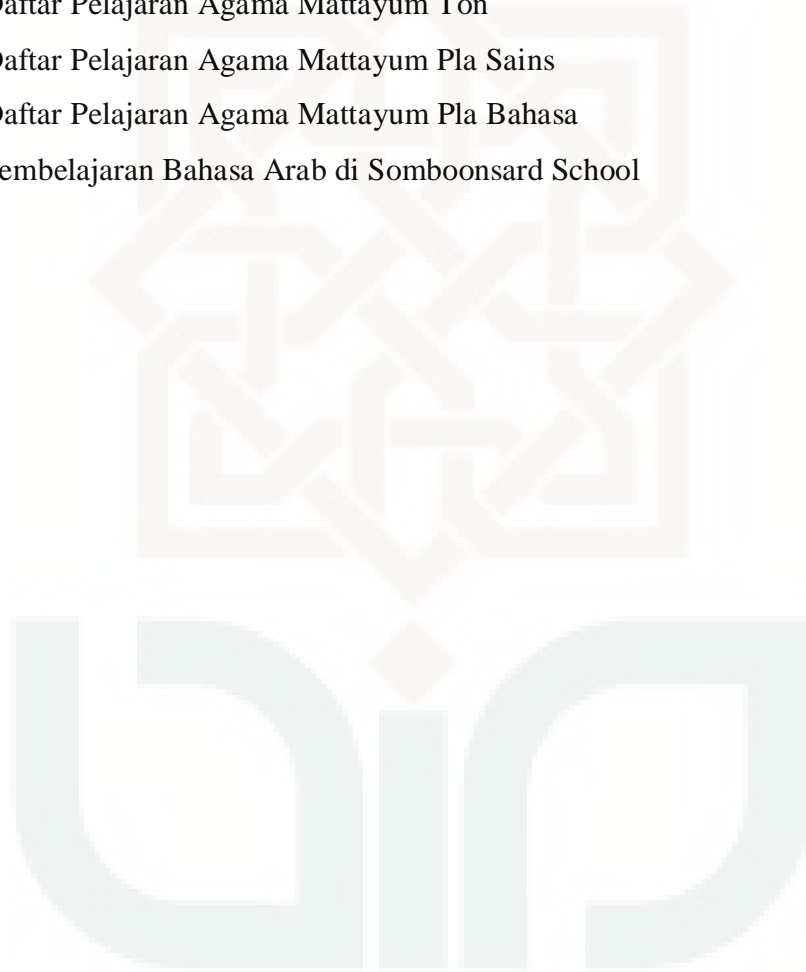 Daftar Pelajaran Agama Mattayum Ton
Daftar Pelajaran Agama Mattayum Pla Sains
Daftar Pelajaran Agama Mattayum Pla Bahasa
embelajaran Bahasa Arab di Somboonsard School